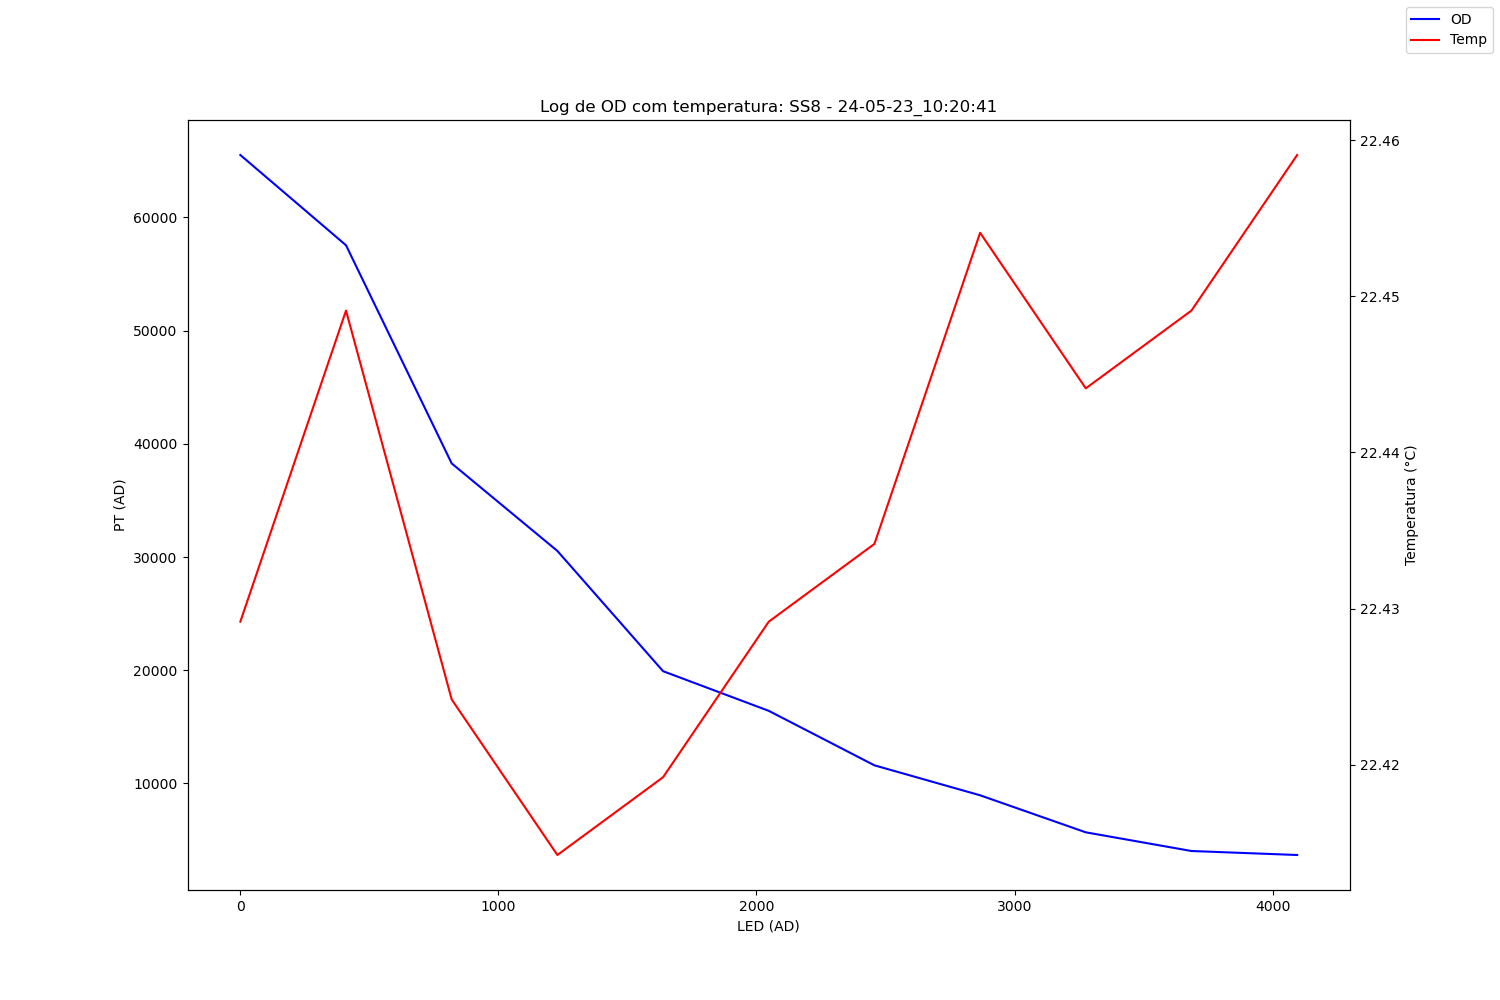 OD
Temp
Log de OD com temperatura: SS8 - 24-05-23_10:20:41
60000
50000
40000
30000
20000
10000
PT (AD)
22.46
22.45
22.44
22.43
22.42
Temperatura (°C)
0 1000 2000 3000 4000
LED (AD)